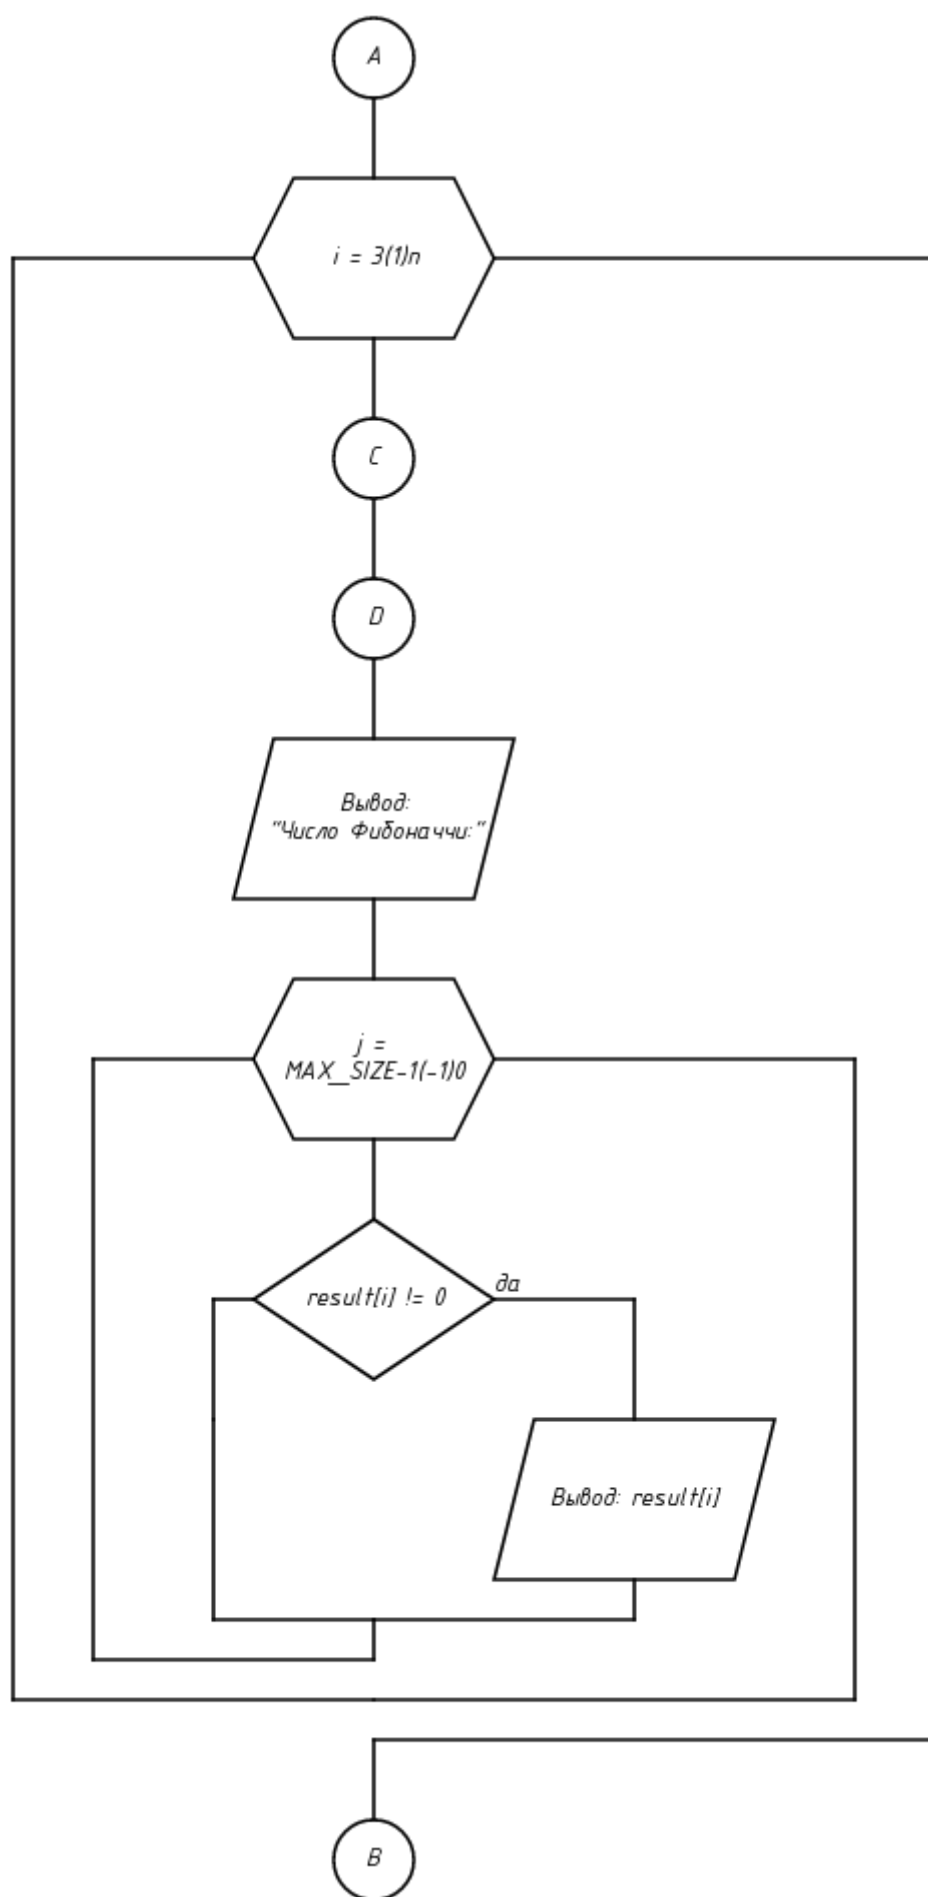 A
i = 3(1)n
C
D
Вывод:
"Число Фибоначчи:"
j =
MAX_SIZE-1(-1)0
result[i] != 0
да
Вывод: result[i]
B